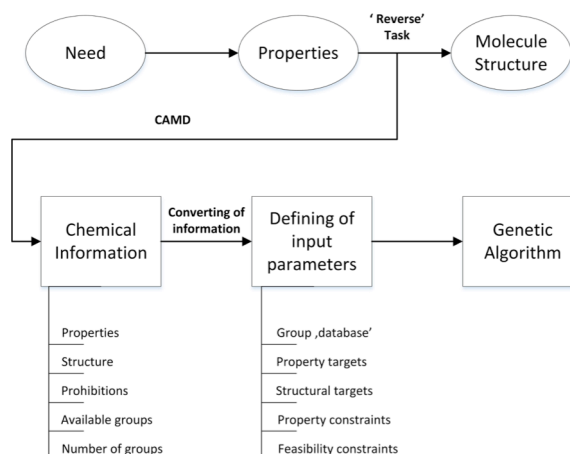 Need
Properties
‘ Reverse’
Task
Molecule
Structure
CAMD
Chemical
Information
Converting of
information
Defining of
input
parameters
Genetic
Algorithm
Properties
Structure
Prohibitions
Available groups
Number of groups
Group ‚database’
Property targets
Structural targets
Property constraints
Feasibility constraints